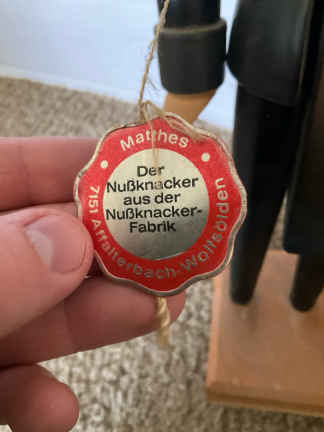 Matthes
Der
Nußknacker
aus der
Nußknacker-
Fabrik
7151 Affalterbach-Wolfsölden